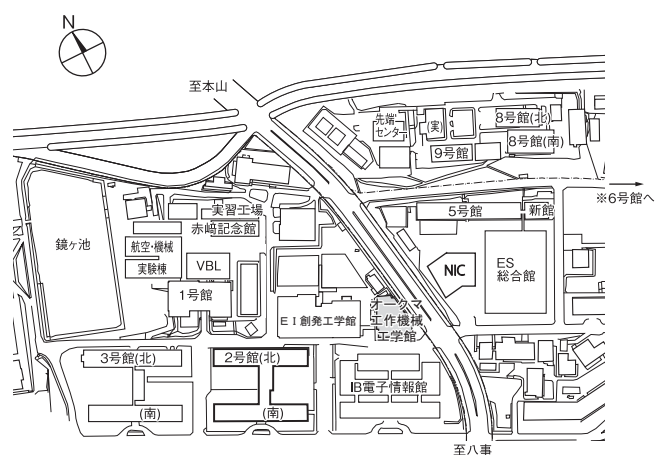 N
至本山
先端
センター
(実)
8号館(北)
8号館(南)
9号館
※6号館へ
実習工場
赤﨑記念館
5号館
新館
鏡ヶ池
航空・機械
実験棟
VBL
NIC
ES
総合館
1号館
EI創発工学館
オークマ
工作機械
工学館
3号館(北)
2号館(北)
IB電子情報館
(南)
(南)
至八事